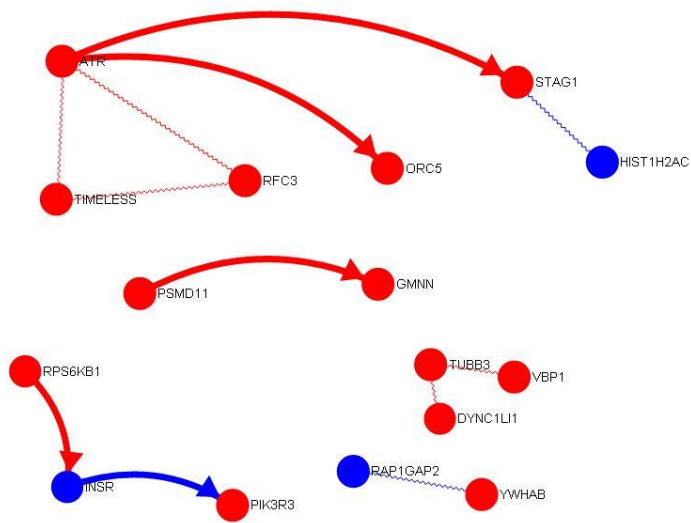 ATR
STAG1
HIST1H2AC
ORC5
RFC3
TIMELESS
GMNN
PSMD11
TUBB3
RPS6KB1
VBP1
DYNC1LI1
RAP1GAP2
INSR
YWHAB
PIK3R3